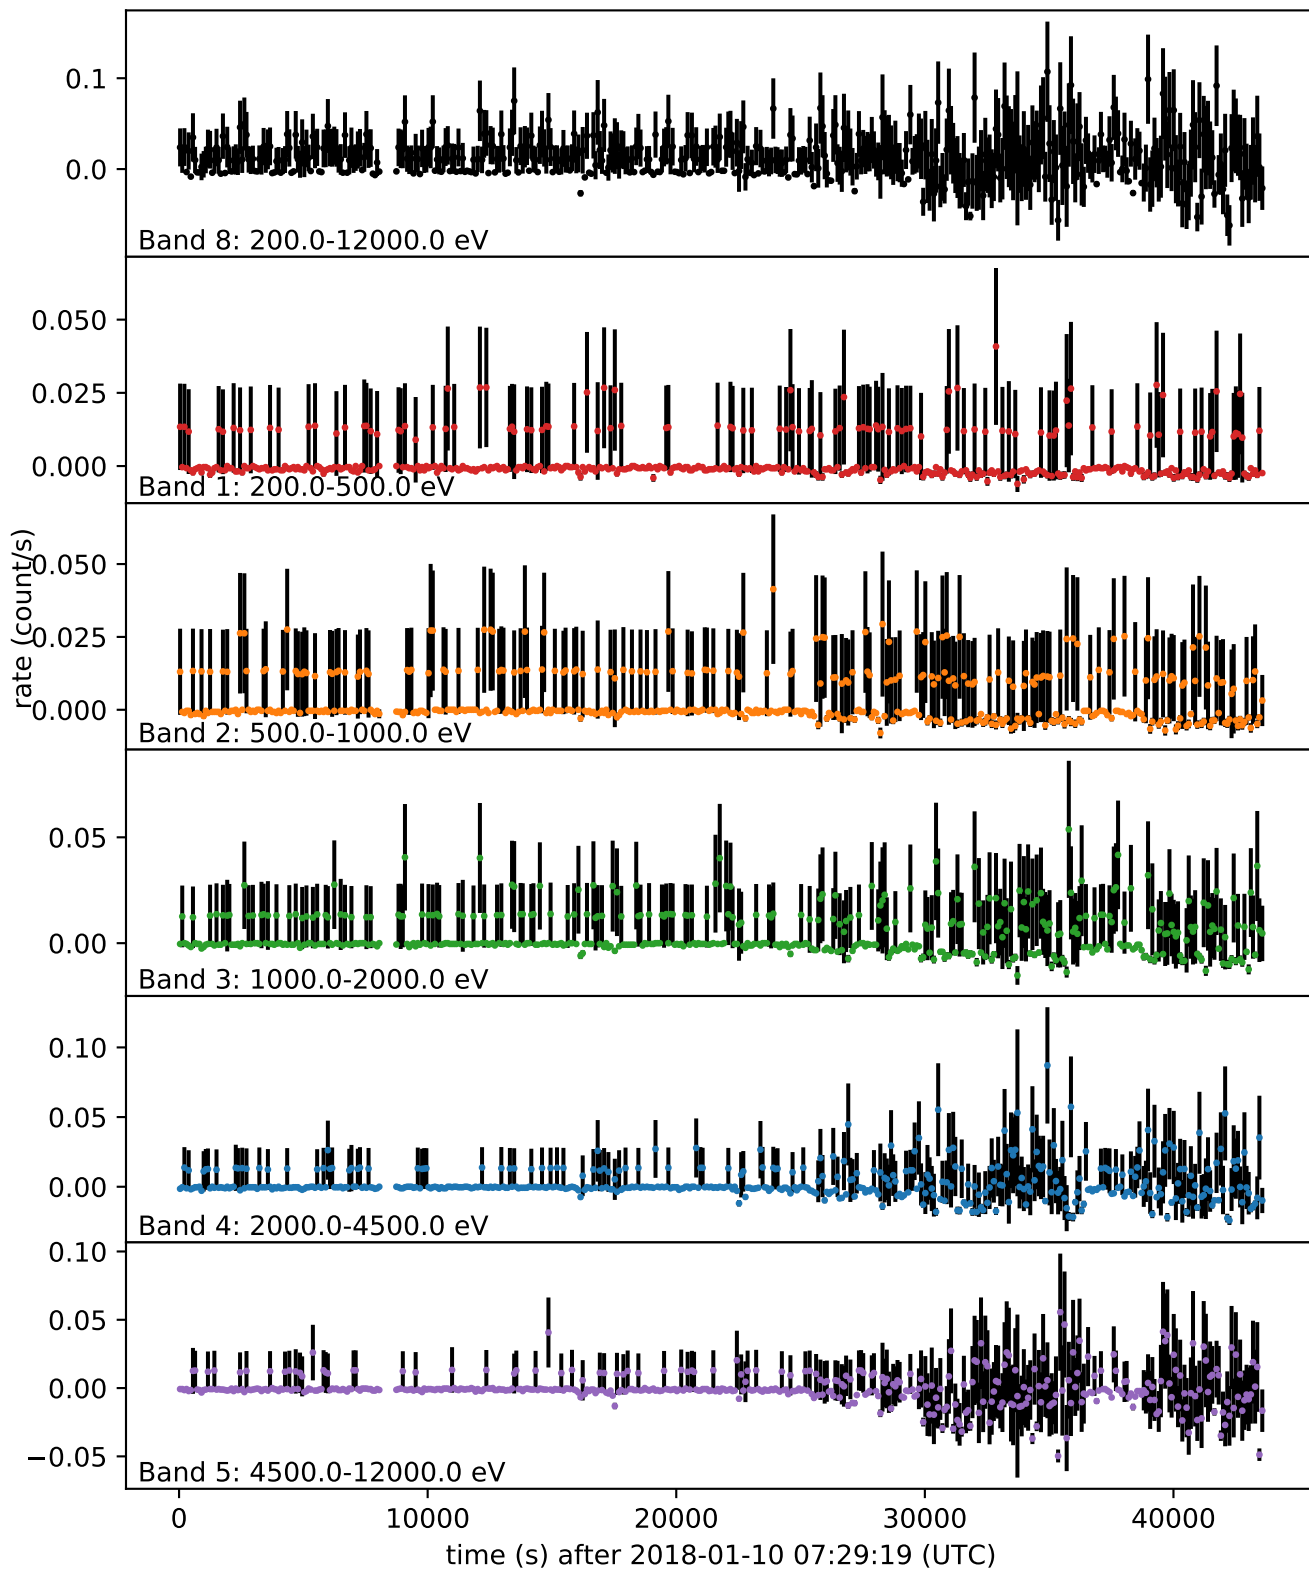 0.1
0.0
Band 8: 200.0-12000.0 eV
0.050
0.025
0.000
Band 1: 200.0-500.0 eV
rate (count/s)
0.050
0.025
0.000
Band 2: 500.0-1000.0 eV
0.05
0.00
Band 3: 1000.0-2000.0 eV
0.10
0.05
0.00
Band 4: 2000.0-4500.0 eV
0.10
0.05
0.00
−0.05
Band 5: 4500.0-12000.0 eV
0 10000 20000 30000 40000
time (s) after 2018-01-10 07:29:19 (UTC)